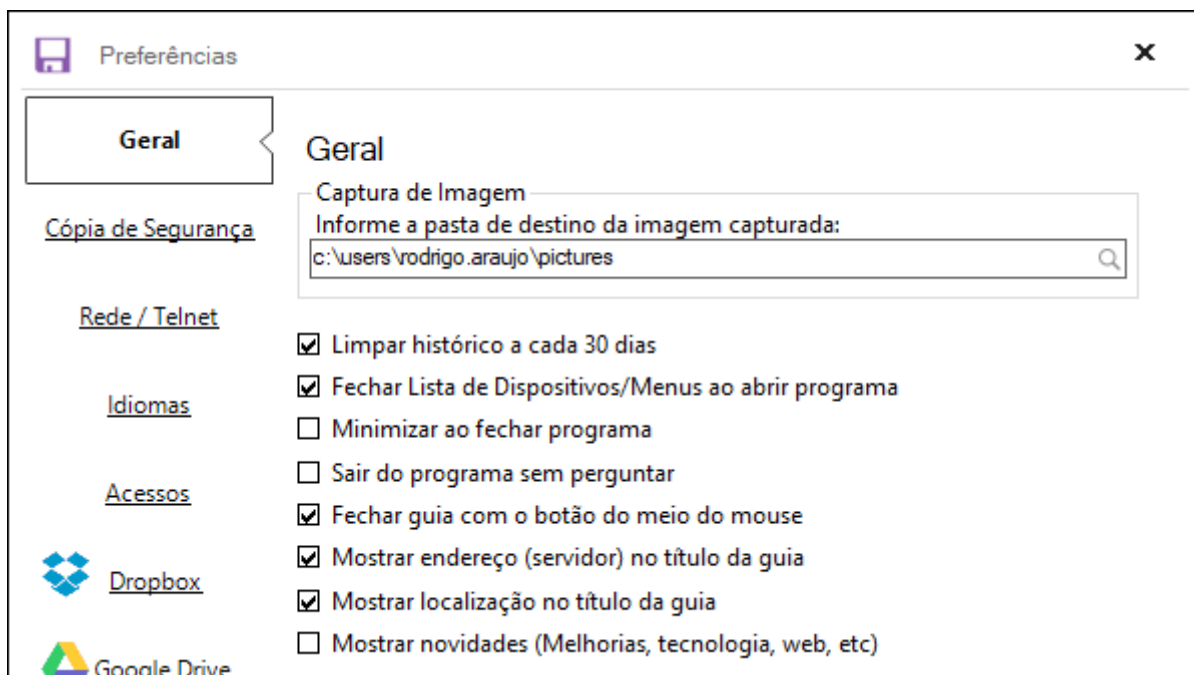 Preferências
Geral
Cópia de Segurança
Rede / Telnet
Idiomas
Acessos
Dropbox
Google Drive
Geral
Captura de Imagem
Informe a pasta de destino da imagem capturada:
c:\users\rodrigo.araujo\pictures
Limpar histórico a cada 30 dias
Fechar Lista de Dispositivos/Menus ao abrir programa
Minimizar ao fechar programa
Sair do programa sem perguntar
Fechar guia com o botão do meio do mouse
Mostrar endereço (servidor) no título da guia
Mostrar localização no título da guia
Mostrar novidades (Melhorias, tecnologia, web, etc)